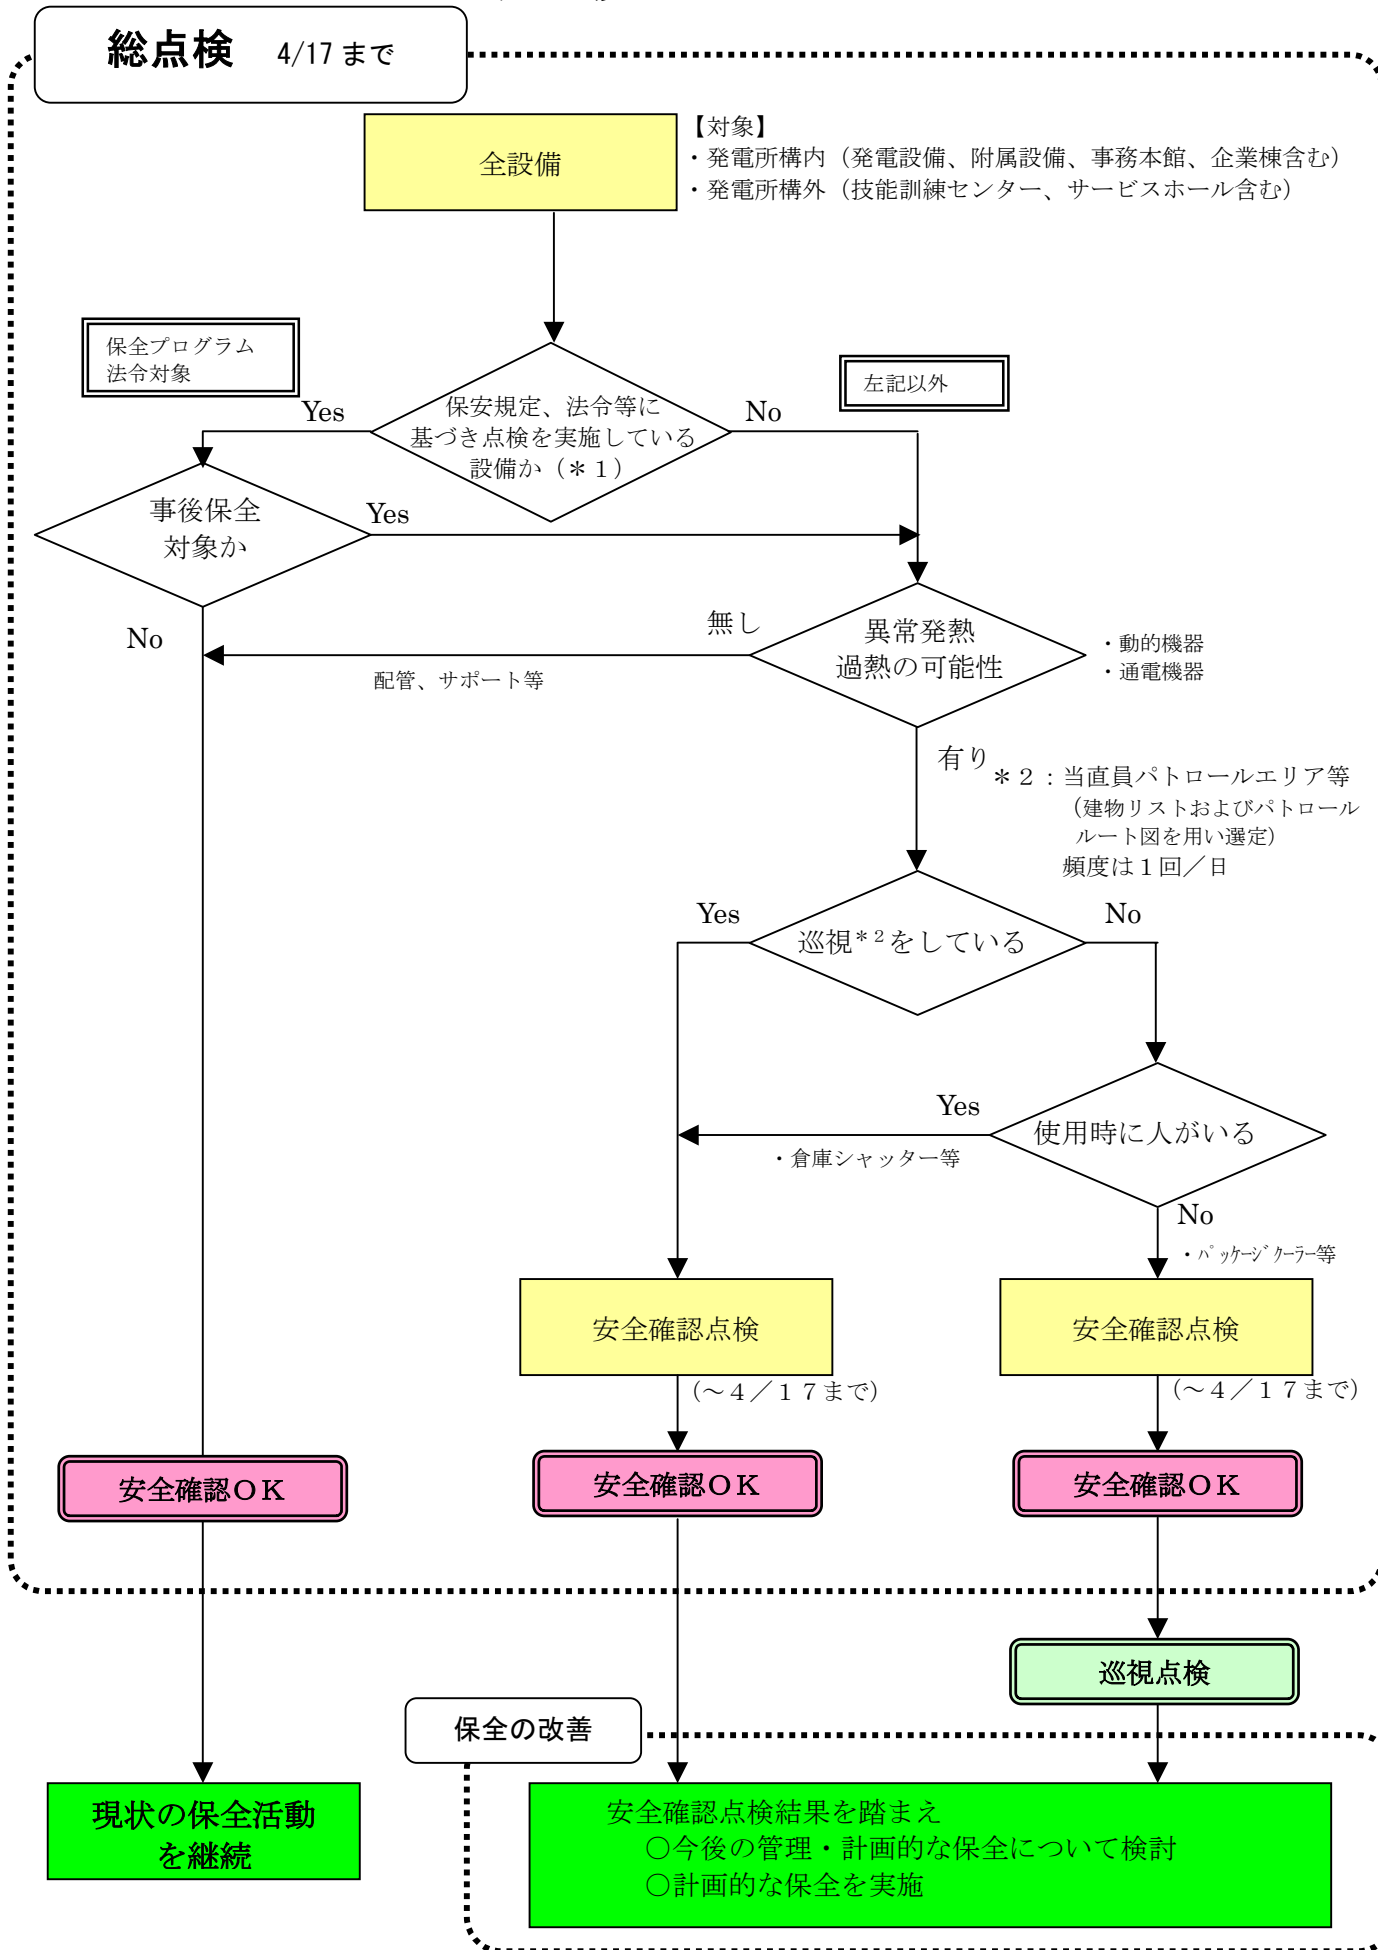 総点検 4/17 まで
全設備
【対象】
・発電所構内（発電設備、附属設備、事務本館、企業棟含む）
・発電所構外（技能訓練センター、サービスホール含む）
保全プログラム
法令対象
左記以外
Yes
保安規定、法令等に
基づき点検を実施している
設備か（＊１）
No
事後保全
対象か
Yes
No
無し
異常発熱
過熱の可能性
・動的機器
・通電機器
配管、サポート等
有り
＊２：当直員パトロールエリア等
（建物リストおよびパトロール
ルート図を用い選定）
頻度は１回／日
Yes
巡視＊２をしている
No
Yes
使用時に人がいる
・倉庫シャッター等
No
・ﾊﾟｯｹｰｼﾞｸｰﾗｰ等
安全確認点検
安全確認点検
（～４／１７まで）
（～４／１７まで）
安全確認ＯＫ
安全確認ＯＫ
安全確認ＯＫ
巡視点検
保全の改善
現状の保全活動
を継続
安全確認点検結果を踏まえ
○今後の管理・計画的な保全について検討
○計画的な保全を実施